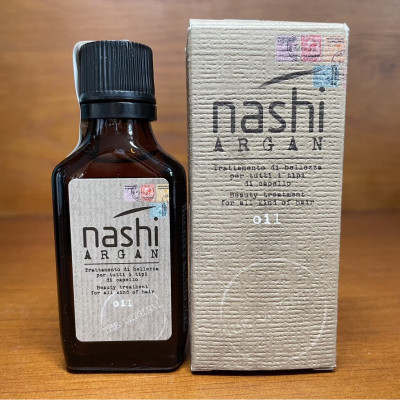 nashi
ARGAN
Trattamento di bellezza
per tutti i tipi
di capello
Beauty treatment
for all kind of hair
oil
nashi
ARGAN
Trattamento di bellezza
per tutti i tipi
di capello
Beauty treatment
for all kind of hair
oil